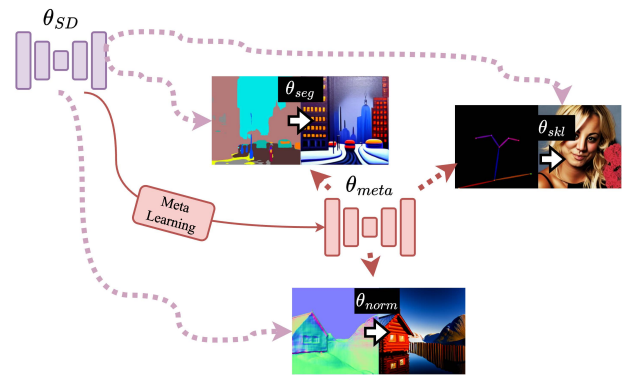 θ_SD
θ_seg
θ_skl
θ_meta
Meta
Learning
θ_norm